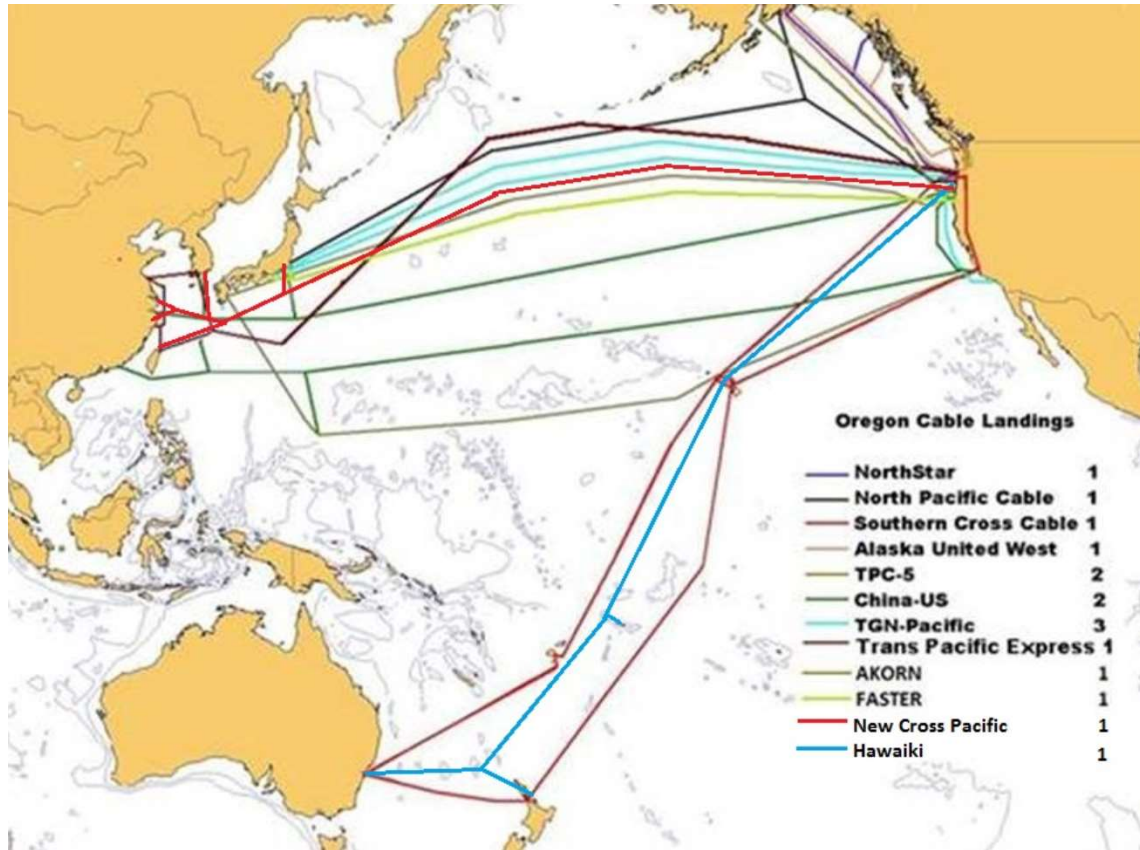 Oregon Cable Landings
NorthStar 1
North Pacific Cable 1
Southern Cross Cable 1
Alaska United West 1
TPC-5 2
China-US 2
TGN-Pacific 3
Trans Pacific Express 1
AKORN 1
FASTER 1
New Cross Pacific 1
Hawaiki 1